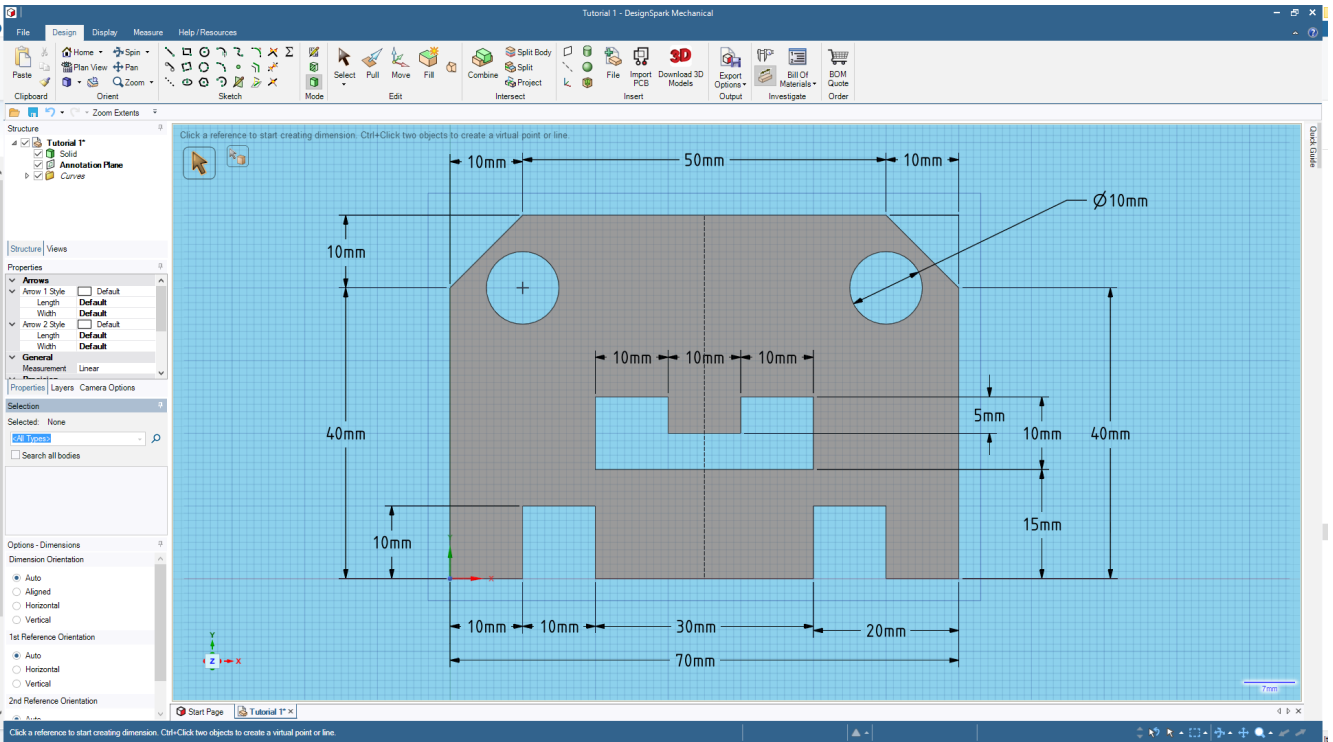 Tutorial 1 - DesignSpark Mechanical
File Design Display Measure Help / Resources
Paste
Home Spin
Plan View Pan
Zoom
Select Pull Move Fill
Combine
Split Body
Split
Project
File
Import PCB
Download 3D Models
3D
Export Options
Bill Of Materials
BOM Quote
Clipboard Orient Sketch Mode Edit Intersect Insert Output Investigate Order
Zoom Extents
Structure
Tutorial 1*
Solid
Annotation Plane
Curves
Structure Views
Properties
Arrows
Arrow 1 Style Default
Length Default
Width Default
Arrow 2 Style Default
Length Default
Width Default
General
Measurement Linear
Properties Layers Camera Options
Selection
Selected: None
<All Types>
Search all bodies
Options - Dimensions
Dimension Orientation
Auto
Aligned
Horizontal
Vertical
1st Reference Orientation
Auto
Horizontal
Vertical
2nd Reference Orientation
Auto
Click a reference to start creating dimension. Ctrl+Click two objects to create a virtual point or line.
Quick Guide
10mm 50mm 10mm
Ø10mm
10mm
10mm 10mm 10mm
5mm
40mm 10mm 40mm
15mm
10mm
Y
X
10mm 10mm 30mm 20mm
70mm
Y
Z X
7mm
Start Page Tutorial 1*
Click a reference to start creating dimension. Ctrl+Click two objects to create a virtual point or line.